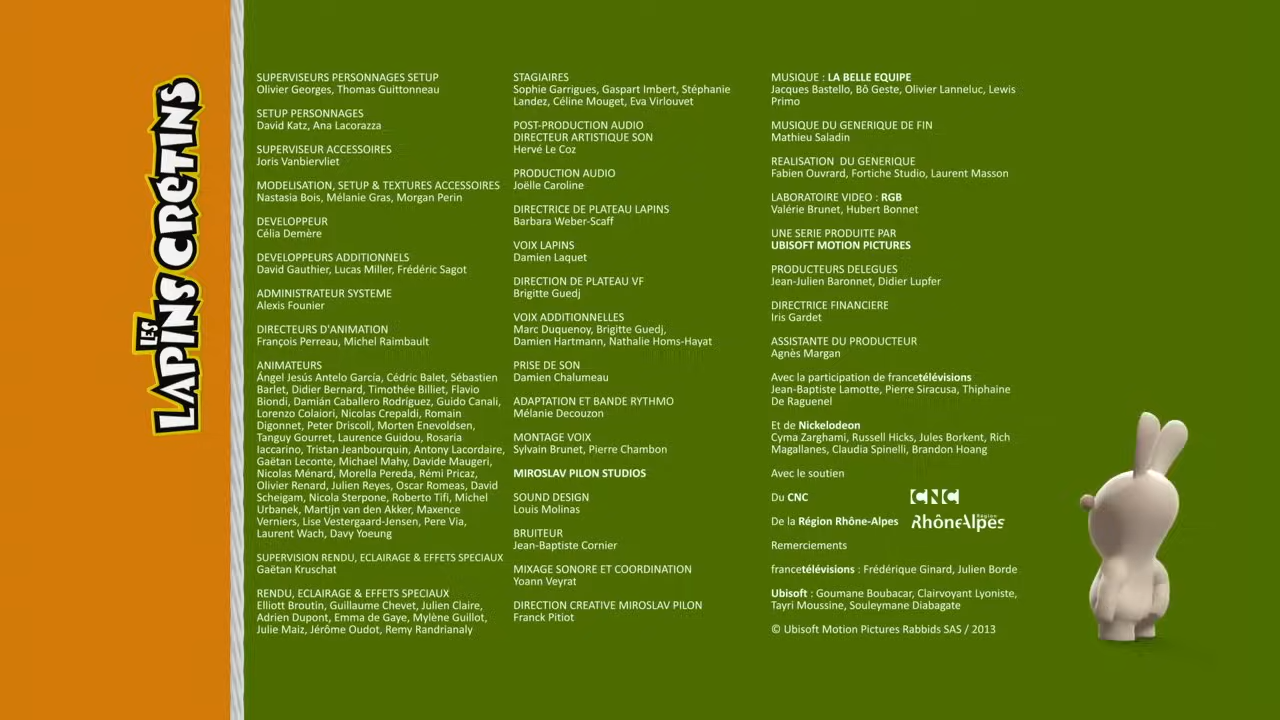 LES
LAPINS CRÉTINS
SUPERVISEURS PERSONNAGES SETUP
Olivier Georges, Thomas Guittonneau
SETUP PERSONNAGES
David Katz, Ana Lacorazza
SUPERVISEUR ACCESSOIRES
Joris Vanbiervliet
MODELISATION, SETUP & TEXTURES ACCESSOIRES
Nastasia Bois, Mélanie Gras, Morgan Perin
DEVELOPPEUR
Célia Demère
DEVELOPPEURS ADDITIONNELS
David Gauthier, Lucas Miller, Frédéric Sagot
ADMINISTRATEUR SYSTEME
Alexis Founier
DIRECTEURS D'ANIMATION
François Perreau, Michel Raimbault
ANIMATEURS
Ángel Jesús Antelo García, Cédric Balet, Sébastien
Barlet, Didier Bernard, Timothée Billiet, Flavio
Biondi, Damián Caballero Rodríguez, Guido Canali,
Lorenzo Colaiori, Nicolas Crepaldi, Romain
Digonnet, Peter Driscoll, Morten Enevoldsen,
Tanguy Gourret, Laurence Guidou, Rosaria
Iaccarino, Tristan Jeanbourquin, Antony Lacordaire,
Gaëtan Leconte, Michael Mahy, Davide Maugeri,
Nicolas Ménard, Morella Pereda, Rémi Pricaz,
Olivier Renard, Julien Reyes, Oscar Romeas, David
Scheigam, Nicola Sterpone, Roberto Tifi, Michel
Urbanek, Martijn van den Akker, Maxence
Verniers, Lise Vestergaard-Jensen, Pere Via,
Laurent Wach, Davy Yoeung
SUPERVISION RENDU, ECLAIRAGE & EFFETS SPECIAUX
Gaëtan Kruschat
RENDU, ECLAIRAGE & EFFETS SPECIAUX
Elliott Broutin, Guillaume Chevet, Julien Claire,
Adrien Dupont, Emma de Gaye, Mylène Guillot,
Julie Maiz, Jérôme Oudot, Remy Randrianaly
STAGIAIRES
Sophie Garrigues, Gaspart Imbert, Stéphanie
Landez, Céline Mouget, Eva Virlouvet
POST-PRODUCTION AUDIO
DIRECTEUR ARTISTIQUE SON
Hervé Le Coz
PRODUCTION AUDIO
Joëlle Caroline
DIRECTRICE DE PLATEAU LAPINS
Barbara Weber-Scaff
VOIX LAPINS
Damien Laquet
DIRECTION DE PLATEAU VF
Brigitte Guedj
VOIX ADDITIONNELLES
Marc Duquenoy, Brigitte Guedj,
Damien Hartmann, Nathalie Homs-Hayat
PRISE DE SON
Damien Chalumeau
ADAPTATION ET BANDE RYTHMO
Mélanie Decouzon
MONTAGE VOIX
Sylvain Brunet, Pierre Chambon
MIROSLAV PILON STUDIOS
SOUND DESIGN
Louis Molinas
BRUITEUR
Jean-Baptiste Cornier
MIXAGE SONORE ET COORDINATION
Yoann Veyrat
DIRECTION CREATIVE MIROSLAV PILON
Franck Pitiot
MUSIQUE : LA BELLE EQUIPE
Jacques Bastello, Bô Geste, Olivier Lanneluc, Lewis
Primo
MUSIQUE DU GENERIQUE DE FIN
Mathieu Saladin
REALISATION  DU GENERIQUE
Fabien Ouvrard, Fortiche Studio, Laurent Masson
LABORATOIRE VIDEO : RGB
Valérie Brunet, Hubert Bonnet
UNE SERIE PRODUITE PAR
UBISOFT MOTION PICTURES
PRODUCTEURS DELEGUES
Jean-Julien Baronnet, Didier Lupfer
DIRECTRICE FINANCIERE
Iris Gardet
ASSISTANTE DU PRODUCTEUR
Agnès Margan
Avec la participation de francetélévisions
Jean-Baptiste Lamotte, Pierre Siracusa, Thiphaine
De Raguenel
Et de Nickelodeon
Cyma Zarghami, Russell Hicks, Jules Borkent, Rich
Magallanes, Claudia Spinelli, Brandon Hoang
Avec le soutien
Du CNC CNC
De la Région Rhône-Alpes Région RhôneAlpes
Remerciements
francetélévisions : Frédérique Ginard, Julien Borde
Ubisoft : Goumane Boubacar, Clairvoyant Lyoniste,
Tayri Moussine, Souleymane Diabagate
© Ubisoft Motion Pictures Rabbids SAS / 2013